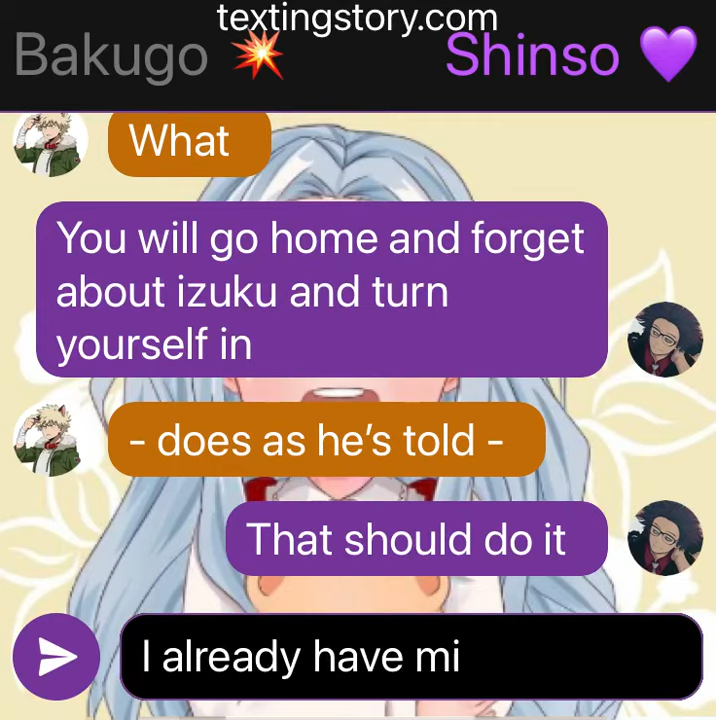 textingstory.com
Bakugo 💥 Shinso 💜
What
You will go home and forget
about izuku and turn
yourself in
- does as he’s told -
That should do it
I already have mi